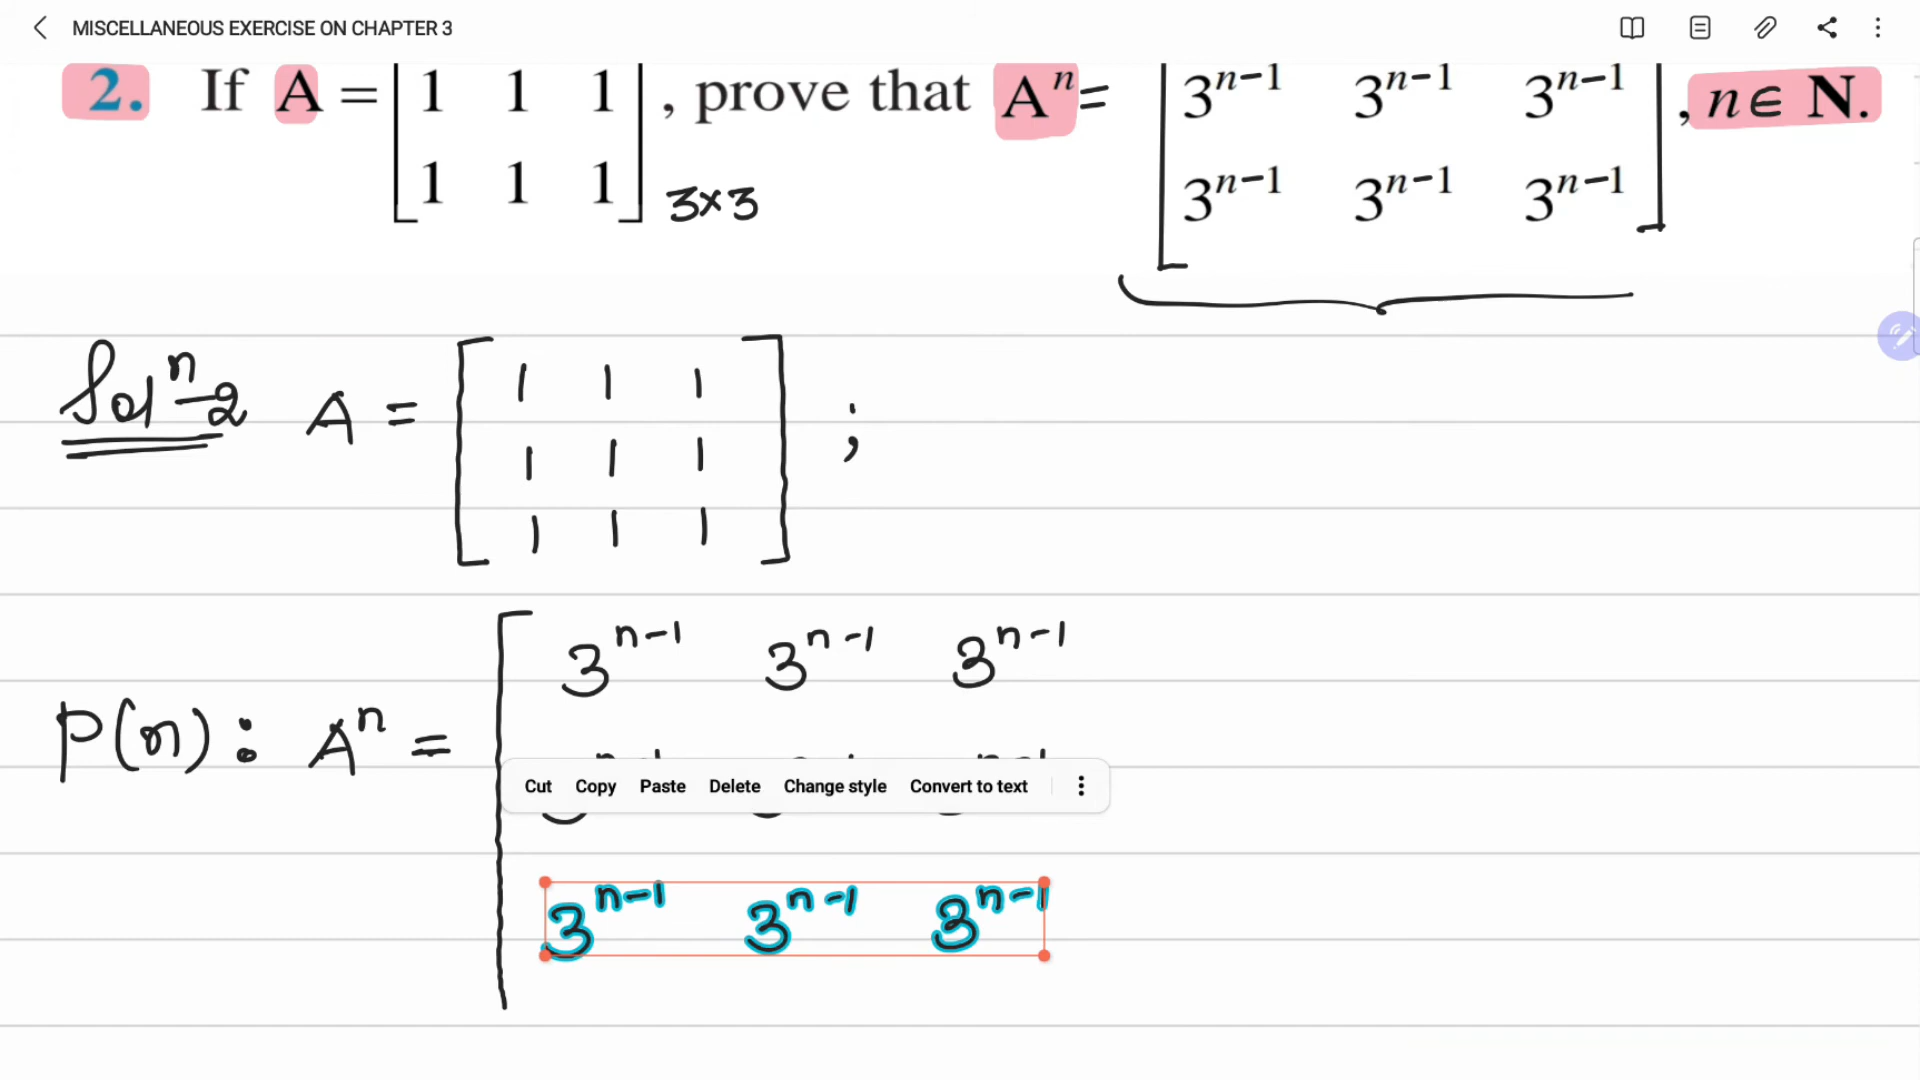 MISCELLANEOUS EXERCISE ON CHAPTER 3
2. If A = [1 1 1, prove that Aⁿ = [3ⁿ⁻¹ 3ⁿ⁻¹ 3ⁿ⁻¹], n ∈ N.
1 1 1] 3×3 3ⁿ⁻¹ 3ⁿ⁻¹ 3ⁿ⁻¹
Solⁿ-2 A = [1 1 1] ;
1 1 1
1 1 1
3ⁿ⁻¹ 3ⁿ⁻¹ 3ⁿ⁻¹
P(n) : Aⁿ =
Cut Copy Paste Delete Change style Convert to text
3ⁿ⁻¹ 3ⁿ⁻¹ 3ⁿ⁻¹